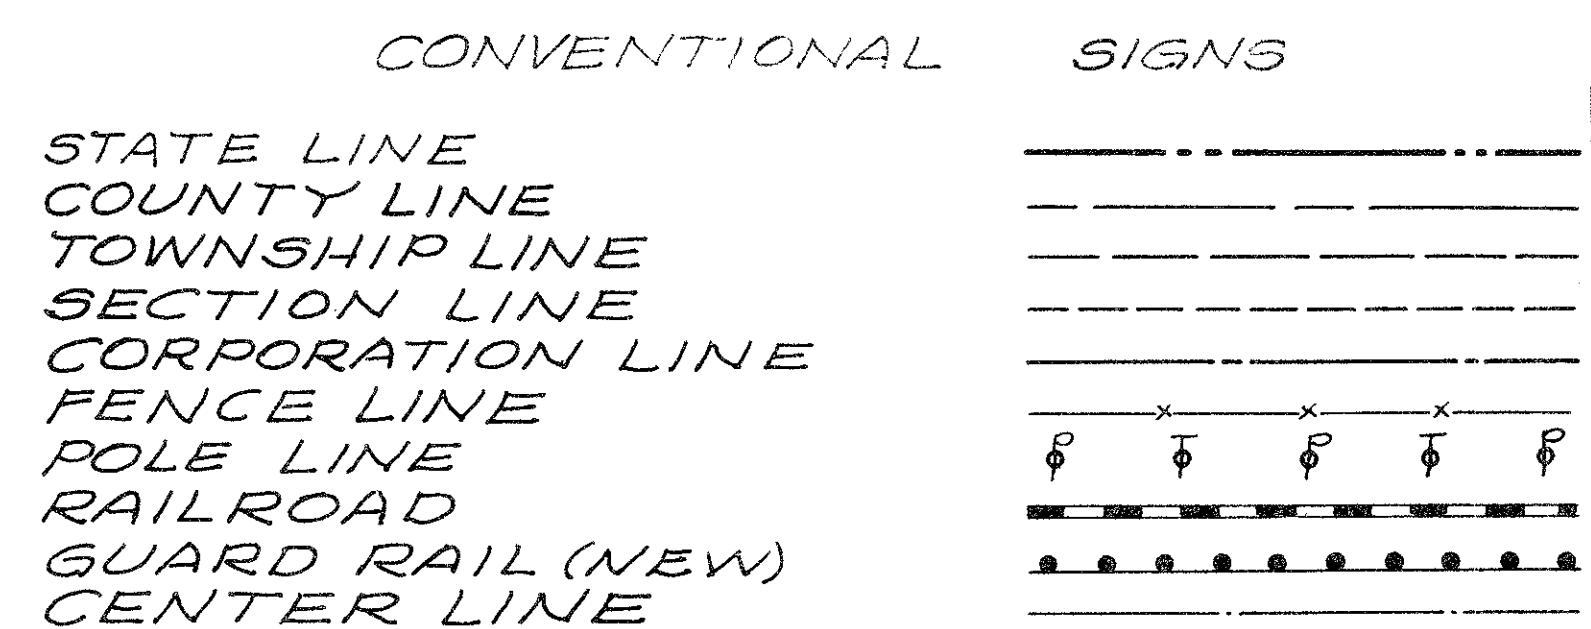 CONVENTIONAL SIGNS
STATE LINE
COUNTY LINE
TOWNSHIP LINE
SECTION LINE
CORPORATION LINE
FENCE LINE
POLE LINE P T P T P
RAILROAD
GUARD RAIL (NEW)
CENTER LINE